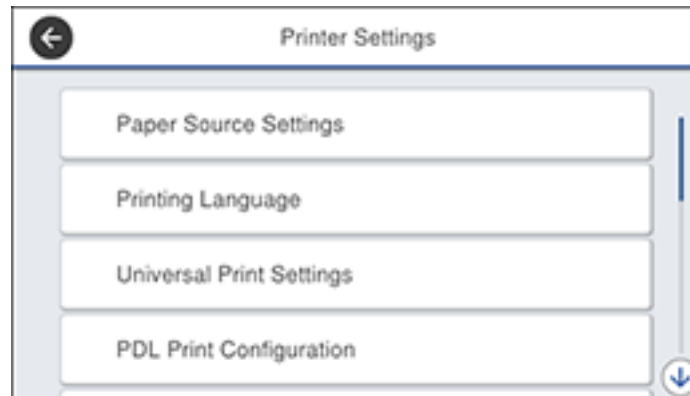 Printer Settings
Paper Source Settings
Printing Language
Universal Print Settings
PDL Print Configuration